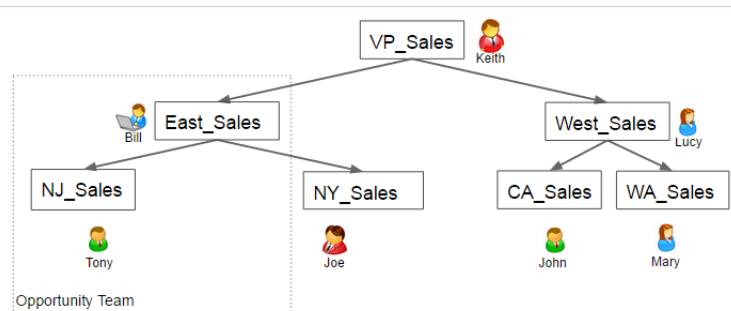 VP_Sales
Keith
Bill
East_Sales
West_Sales
Lucy
NJ_Sales
NY_Sales
CA_Sales
WA_Sales
Tony
Joe
John
Mary
Opportunity Team